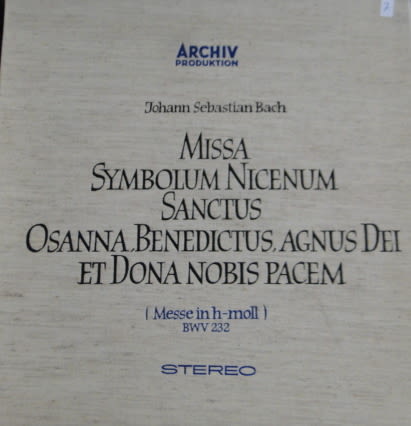 2
ARCHIV
PRODUKTION
Johann Sebastian Bach
MISSA
SYMBOLUM NICENUM
SANCTUS
OSANNA, BENEDICTUS, AGNUS DEI
ET DONA NOBIS PACEM
( Messe in h-moll )
BWV 232
STEREO